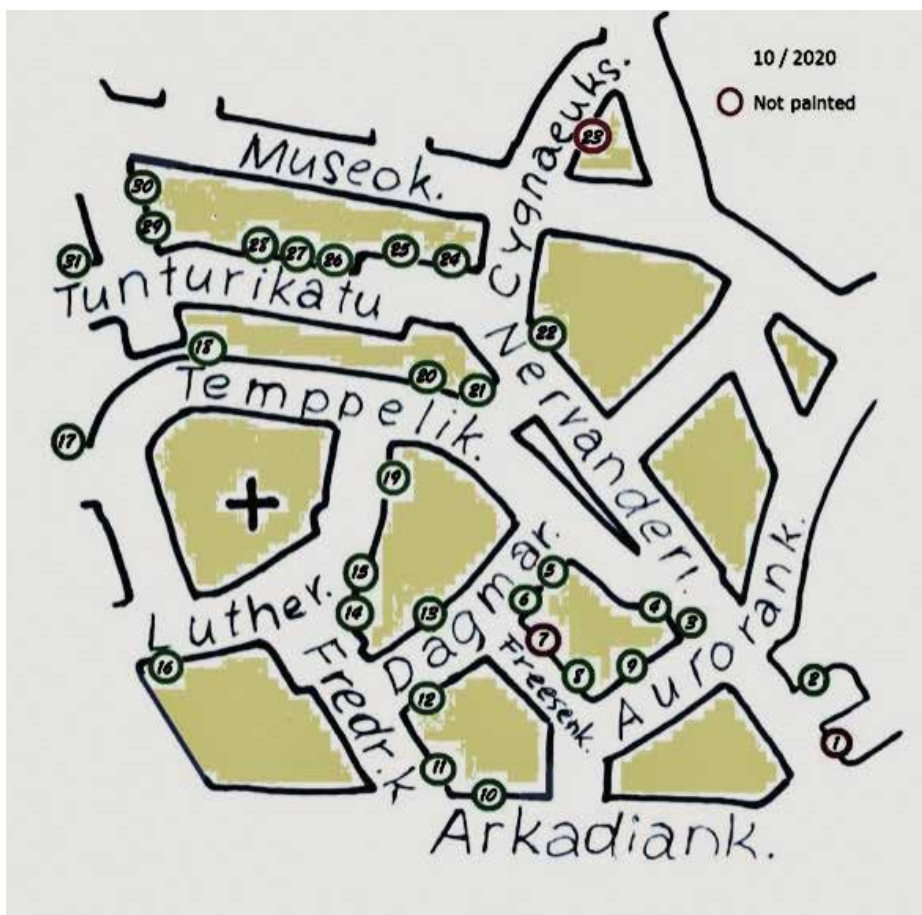 10 / 2020
Not painted
Cygnaeuks.
23
Museok.
30
29
28
27
26
25
24
31
Tunturikatu
22
Nervanderi
18
20
21
Temppelik.
17
19
15
14
13
Dagmar.
5
6
4
3
7
8
9
Luther.
16
Fredr.k
Freesenk.
Aurorank.
2
1
12
11
10
Arkadiank.